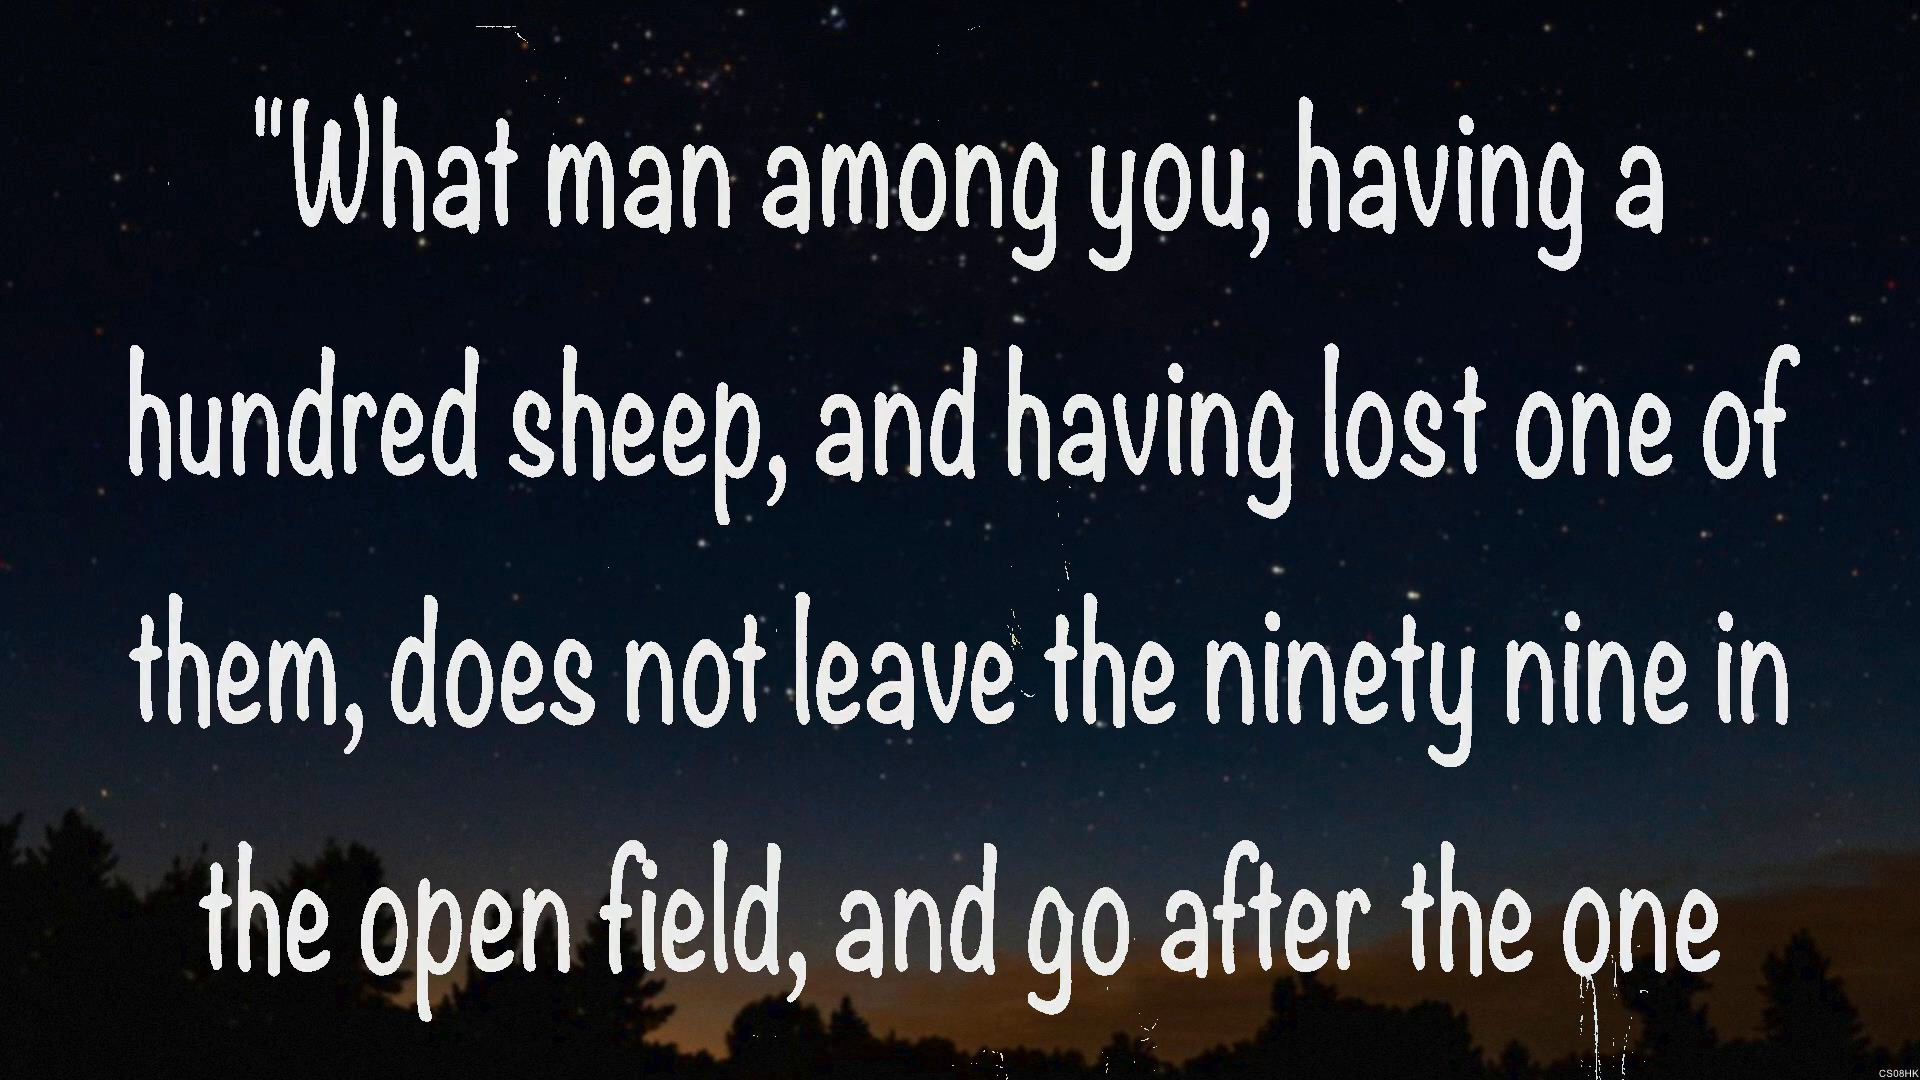 "What man among you, having a
hundred sheep, and having lost one of
them, does not leave the ninety nine in
the open field, and go after the one
CS08HK